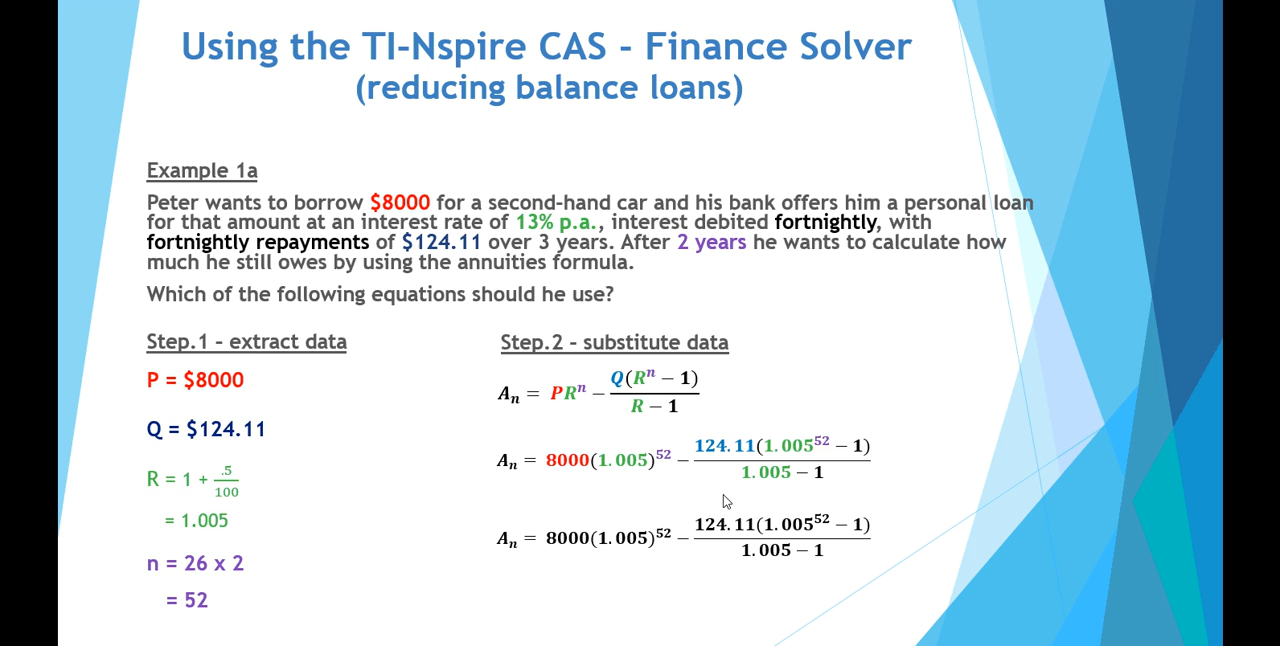 Using the TI-Nspire CAS - Finance Solver
(reducing balance loans)
Example 1a
Peter wants to borrow $8000 for a second-hand car and his bank offers him a personal loan
for that amount at an interest rate of 13% p.a., interest debited fortnightly, with
fortnightly repayments of $124.11 over 3 years. After 2 years he wants to calculate how
much he still owes by using the annuities formula.
Which of the following equations should he use?
Step.1 – extract data
P = $8000
Q = $124.11
R = 1 + .5/100
= 1.005
n = 26 x 2
= 52
Step.2 – substitute data
Aₙ = PRⁿ − Q(Rⁿ − 1)/(R − 1)
Aₙ = 8000(1.005)⁵² − 124.11(1.005⁵² − 1)/(1.005 − 1)
Aₙ = 8000(1.005)⁵² − 124.11(1.005⁵² − 1)/(1.005 − 1)